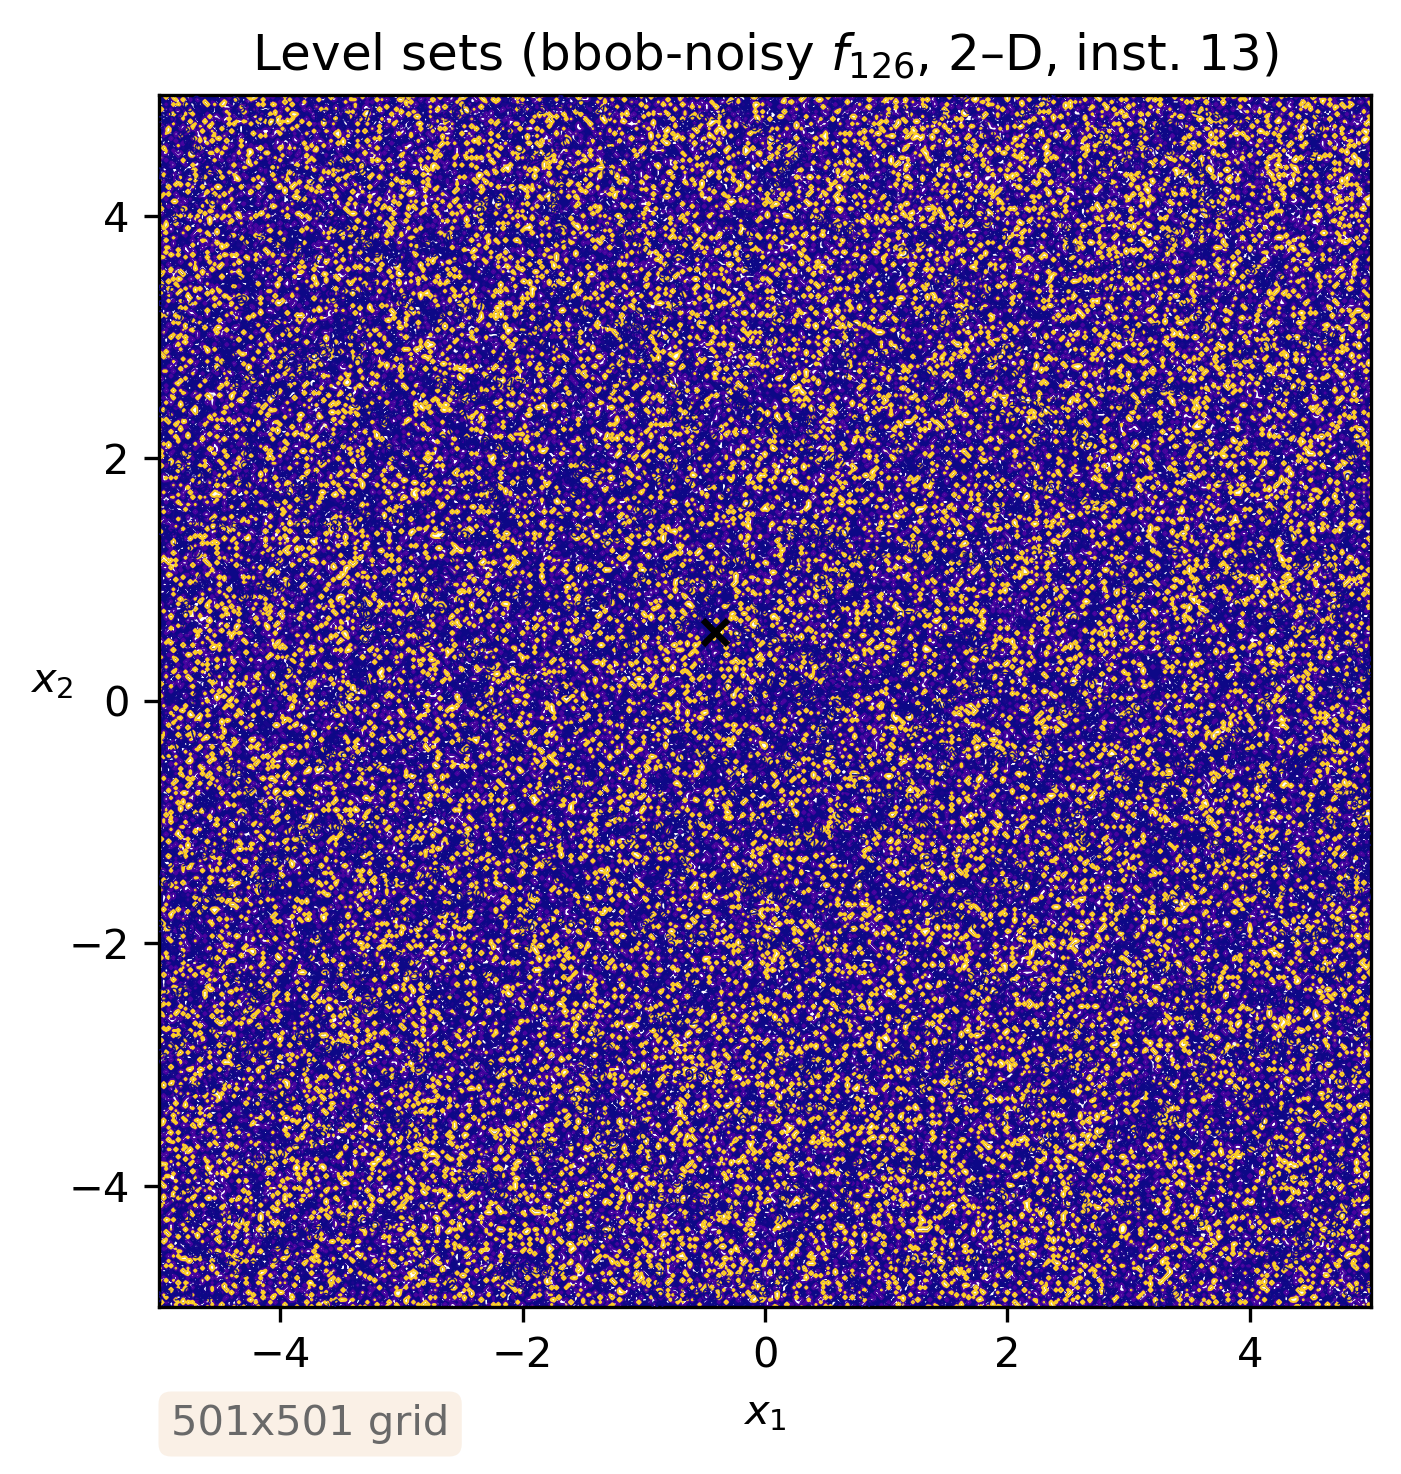 Level sets (bbob-noisy f126, 2–D, inst. 13)
4
2
x2
0
−2
−4
−4 −2 0 2 4
x1
501x501 grid